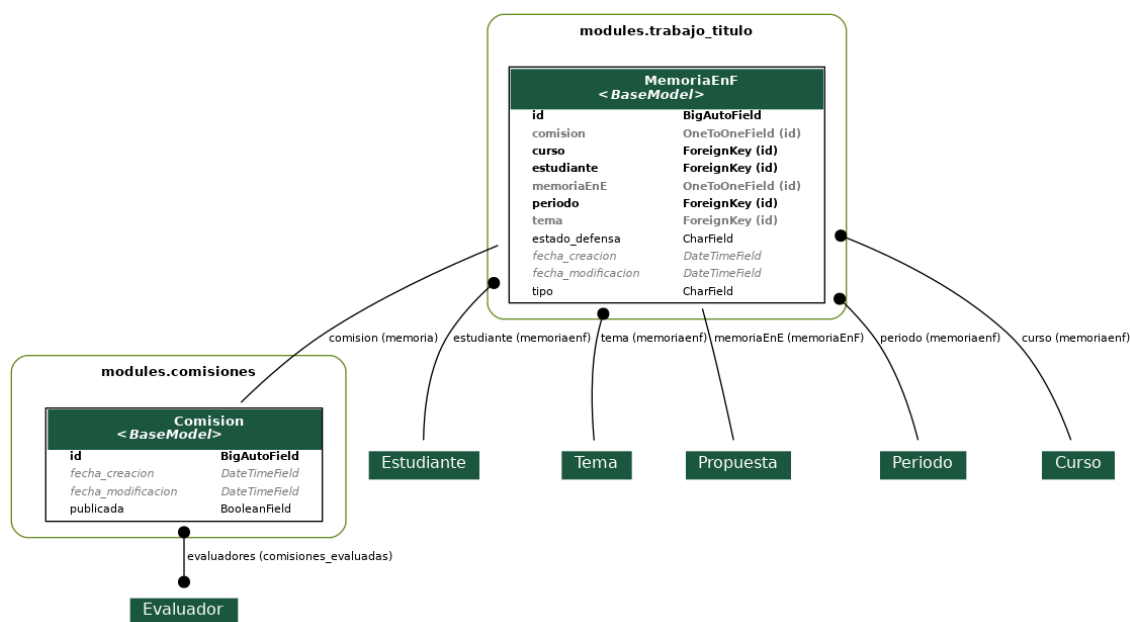 modules.trabajo_titulo
MemoriaEnF
<BaseModel>
id BigAutoField
comision OneToOneField (id)
curso ForeignKey (id)
estudiante ForeignKey (id)
memoriaEnE OneToOneField (id)
periodo ForeignKey (id)
tema ForeignKey (id)
estado_defensa CharField
fecha_creacion DateTimeField
fecha_modificacion DateTimeField
tipo CharField
comision (memoria) estudiante (memoriaenf) tema (memoriaenf) memoriaEnE (memoriaEnF) periodo (memoriaenf) curso (memoriaenf)
modules.comisiones
Comision
<BaseModel>
id BigAutoField
fecha_creacion DateTimeField
fecha_modificacion DateTimeField
publicada BooleanField
Estudiante Tema Propuesta Periodo Curso
evaluadores (comisiones_evaluadas)
Evaluador